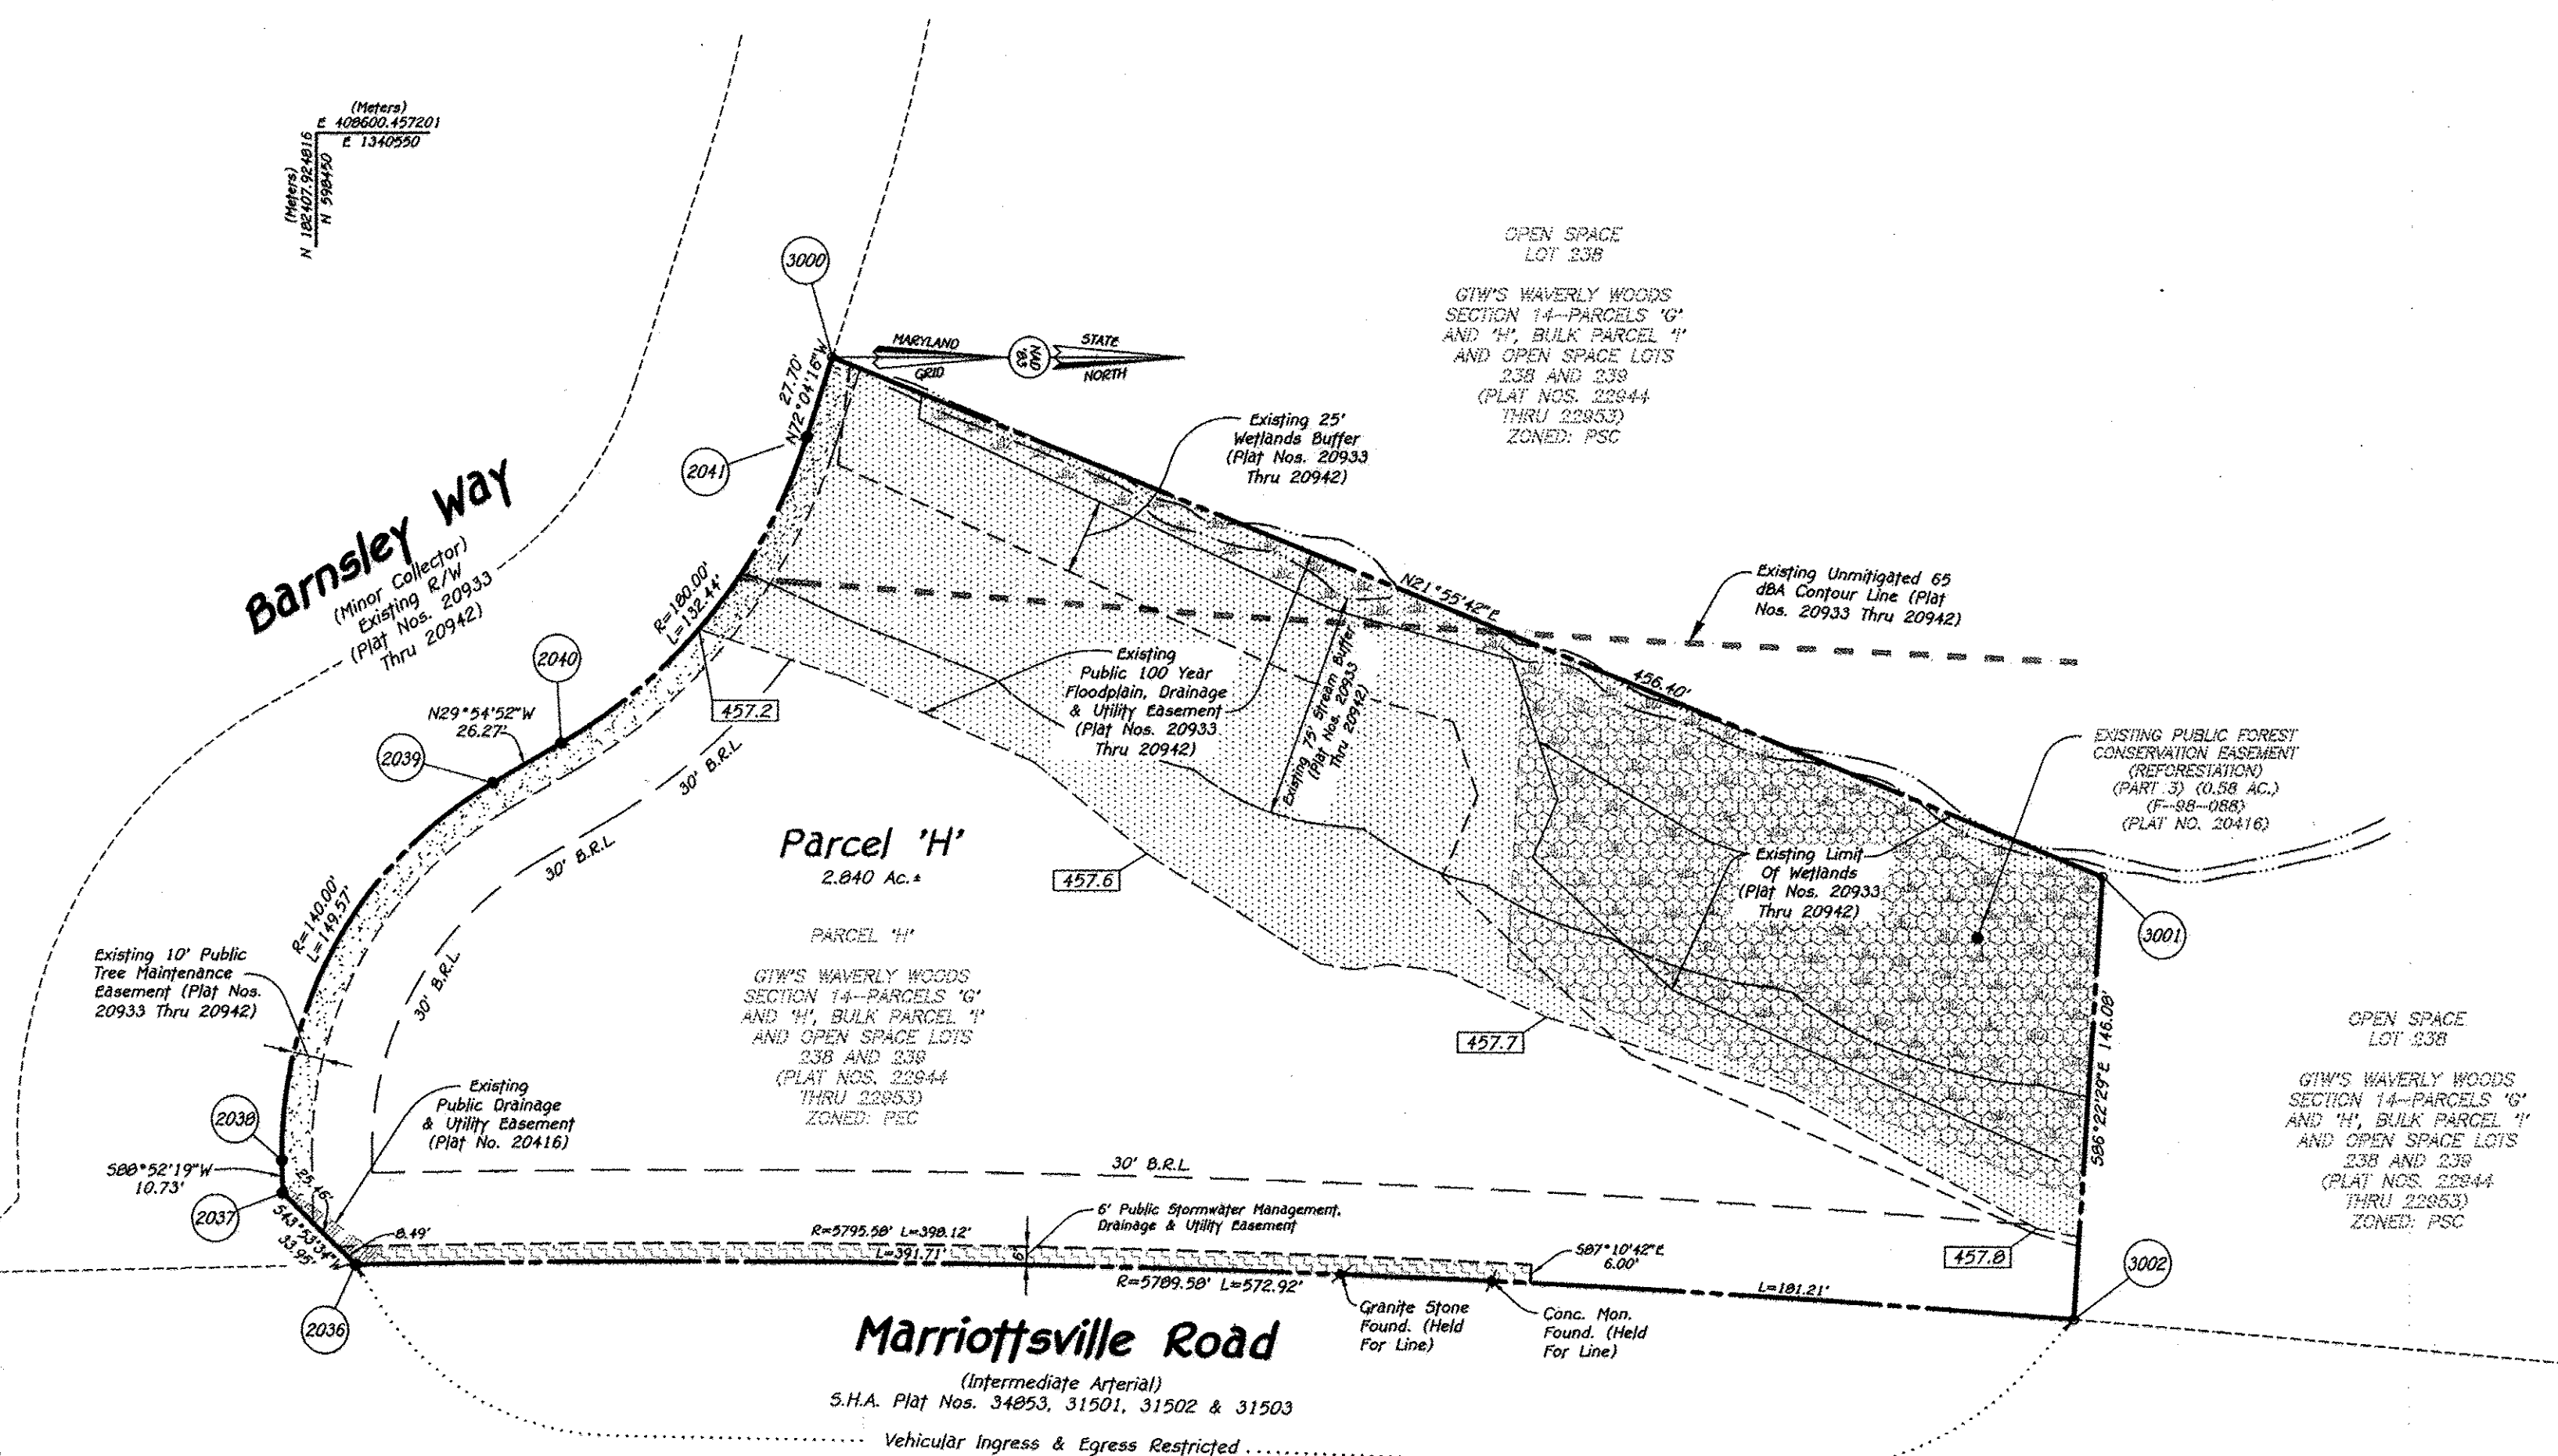 (Meters)
E 408600.457201
E 1340550
(Meters)
N 182407.924816
N 598450
3000
MARYLAND
GRID
NAD '83
STATE
NORTH
27.70'
N72°04'16"W
2041
OPEN SPACE
LOT 238
GTW'S WAVERLY WOODS
SECTION 14--PARCELS 'G'
AND 'H', BULK PARCEL 'I'
AND OPEN SPACE LOTS
238 AND 239
(PLAT NOS. 22944
THRU 22953)
ZONED: PSC
Existing 25'
Wetlands Buffer
(Plat Nos. 20933
Thru 20942)
Barnsley Way
(Minor Collector)
Existing R/W
(Plat Nos. 20933
Thru 20942)
R=180.00'
L=132.44'
N21°55'42"E
456.40'
Existing Unmitigated 65
dBA Contour Line (Plat
Nos. 20933 Thru 20942)
2040
N29°54'52"W
26.27'
2039
457.2
30' B.R.L.
30' B.R.L.
30' B.R.L.
Existing
Public 100 Year
Floodplain, Drainage
& Utility Easement
(Plat Nos. 20933
Thru 20942)
Existing 75' Stream Buffer
(Plat Nos. 20933
Thru 20942)
EXISTING PUBLIC FOREST
CONSERVATION EASEMENT
(REFORESTATION)
(PART 3) (0.58 AC.)
(F--98--088)
(PLAT NO. 20416)
Parcel 'H'
2.840 Ac.±
457.6
Existing Limit
Of Wetlands
(Plat Nos. 20933
Thru 20942)
3001
R=140.00'
L=149.57'
PARCEL 'H'
GTW'S WAVERLY WOODS
SECTION 14--PARCELS 'G'
AND 'H', BULK PARCEL 'I'
AND OPEN SPACE LOTS
238 AND 239
(PLAT NOS. 22944
THRU 22953)
ZONED: PEC
Existing 10' Public
Tree Maintenance
Easement (Plat Nos.
20933 Thru 20942)
457.7
S86°22'29"E 146.08'
OPEN SPACE
LOT 238
GTW'S WAVERLY WOODS
SECTION 14--PARCELS 'G'
AND 'H', BULK PARCEL 'I'
AND OPEN SPACE LOTS
238 AND 239
(PLAT NOS. 22944
THRU 22953)
ZONED: PSC
Existing
Public Drainage
& Utility Easement
(Plat No. 20416)
2038
S88°52'19"W
10.73'
2037
25.46'
S43°53'34"W
33.95'
8.49'
2036
30' B.R.L.
6' Public Stormwater Management,
Drainage & Utility Easement
R=5795.58' L=398.12'
L=391.71'
6'
R=5789.58' L=572.92'
S87°10'42"E
6.00'
457.8
L=181.21'
3002
Granite Stone
Found. (Held
For Line)
Conc. Mon.
Found. (Held
For Line)
Marriottsville Road
(Intermediate Arterial)
S.H.A. Plat Nos. 34853, 31501, 31502 & 31503
Vehicular Ingress & Egress Restricted